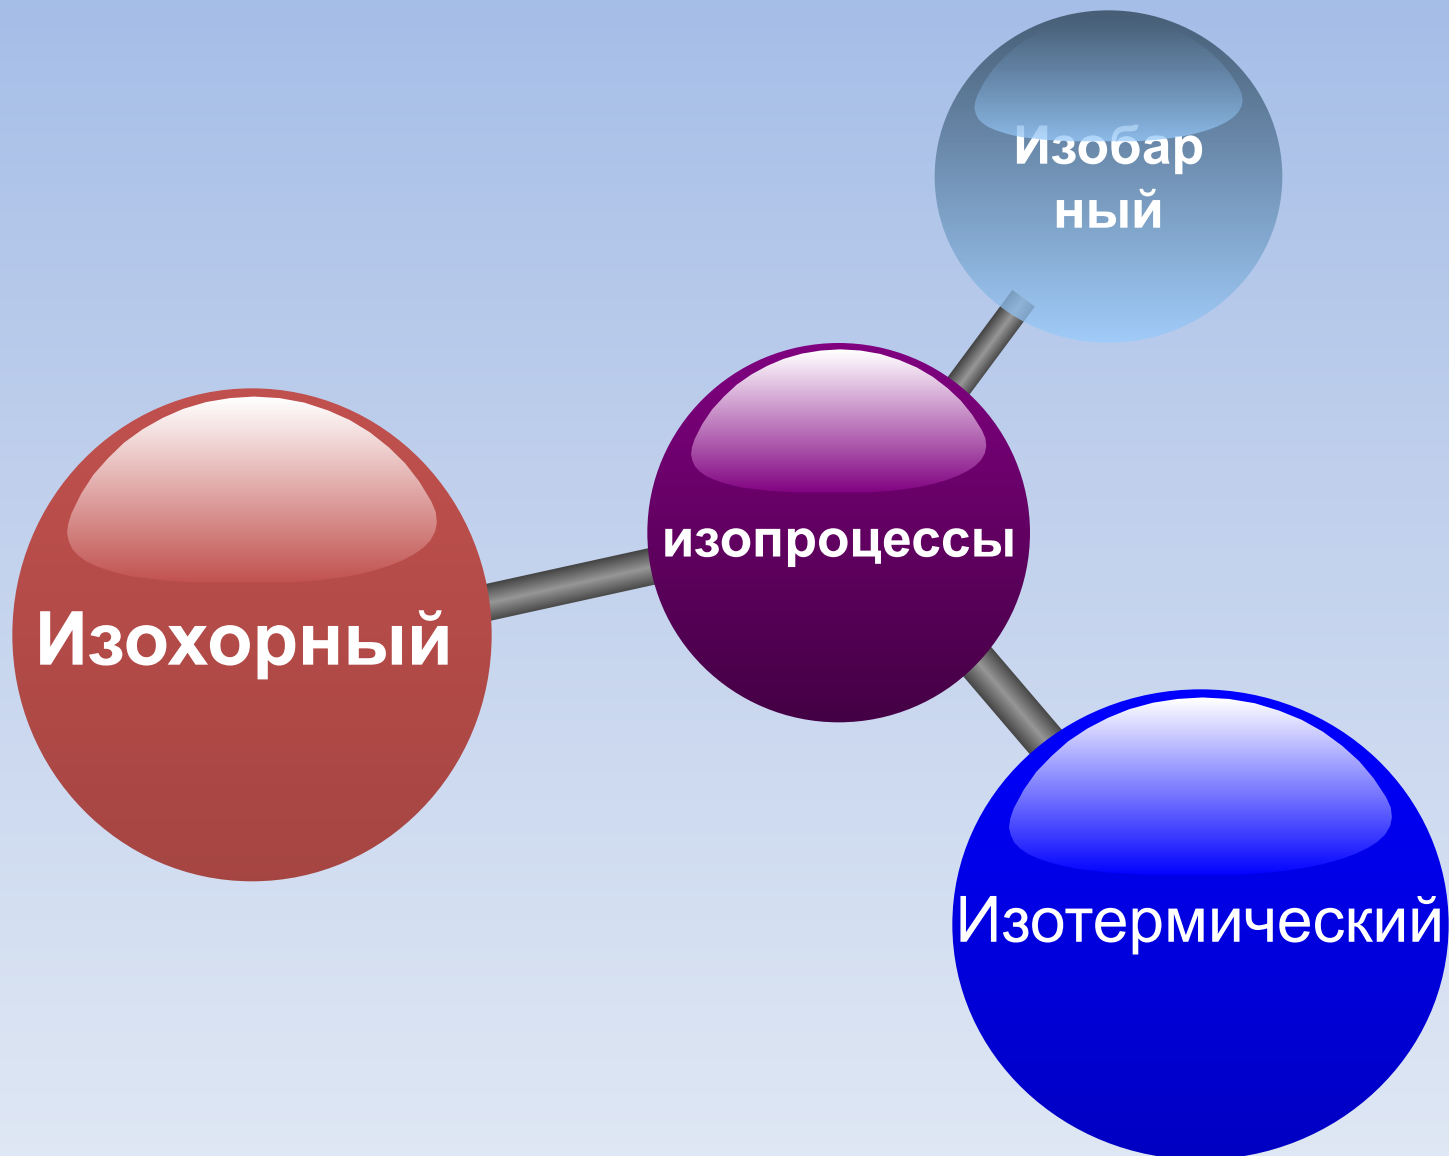 Изобар
ный
изопроцессы
Изохорный
Изотермический